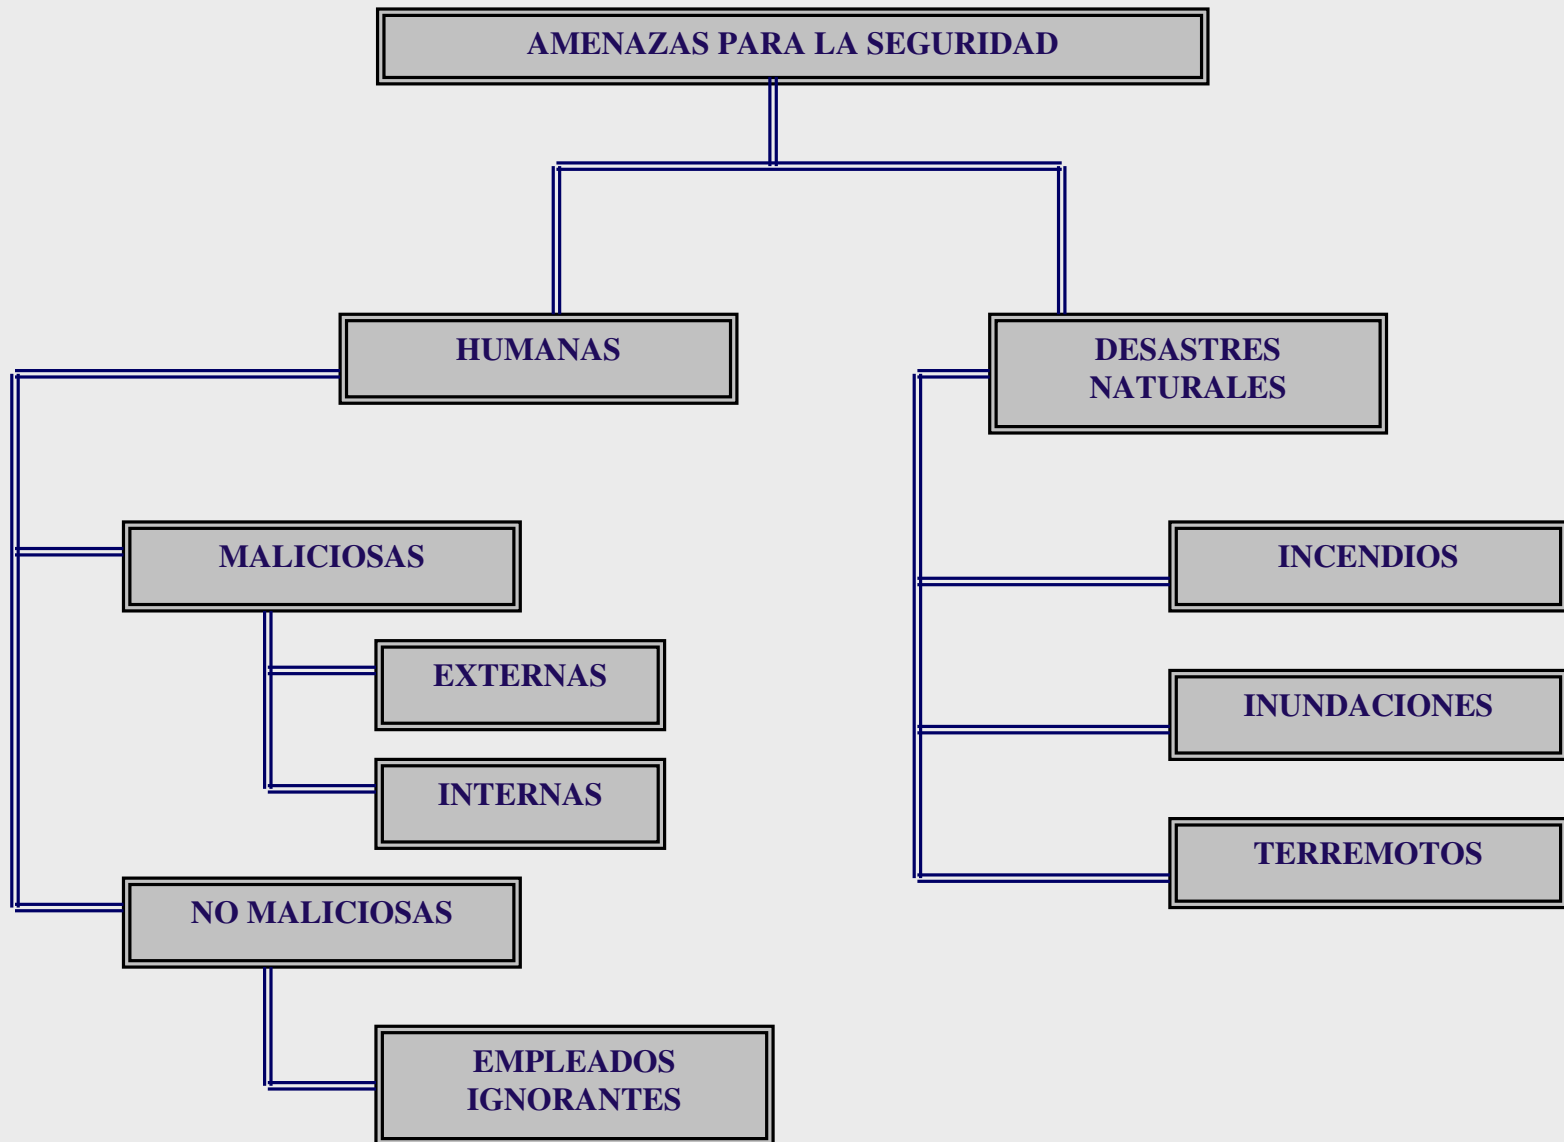 AMENAZAS PARA LA SEGURIDAD
HUMANAS
DESASTRES
NATURALES
MALICIOSAS
EXTERNAS
INTERNAS
NO MALICIOSAS
EMPLEADOS
IGNORANTES
INCENDIOS
INUNDACIONES
TERREMOTOS